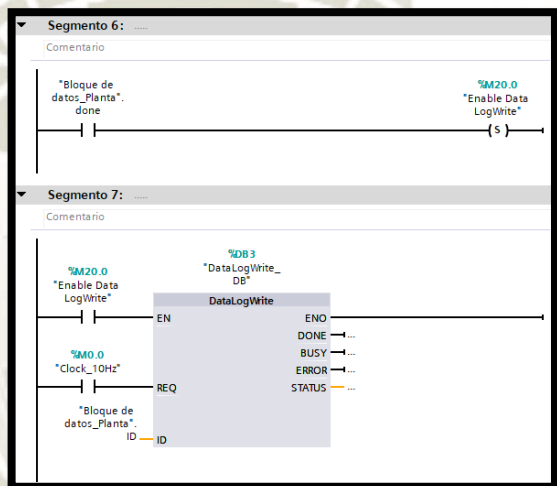 Segmento 6: .....
Comentario
"Bloque de
datos_Planta".
done
%M20.0
"Enable Data
LogWrite"
S
Segmento 7: .....
Comentario
%DB3
"DataLogWrite_
DB"
%M20.0
"Enable Data
LogWrite"
DataLogWrite
EN
ENO
DONE
...
BUSY
...
ERROR
...
%M0.0
"Clock_10Hz"
REQ
STATUS
...
"Bloque de
datos_Planta".
ID
ID